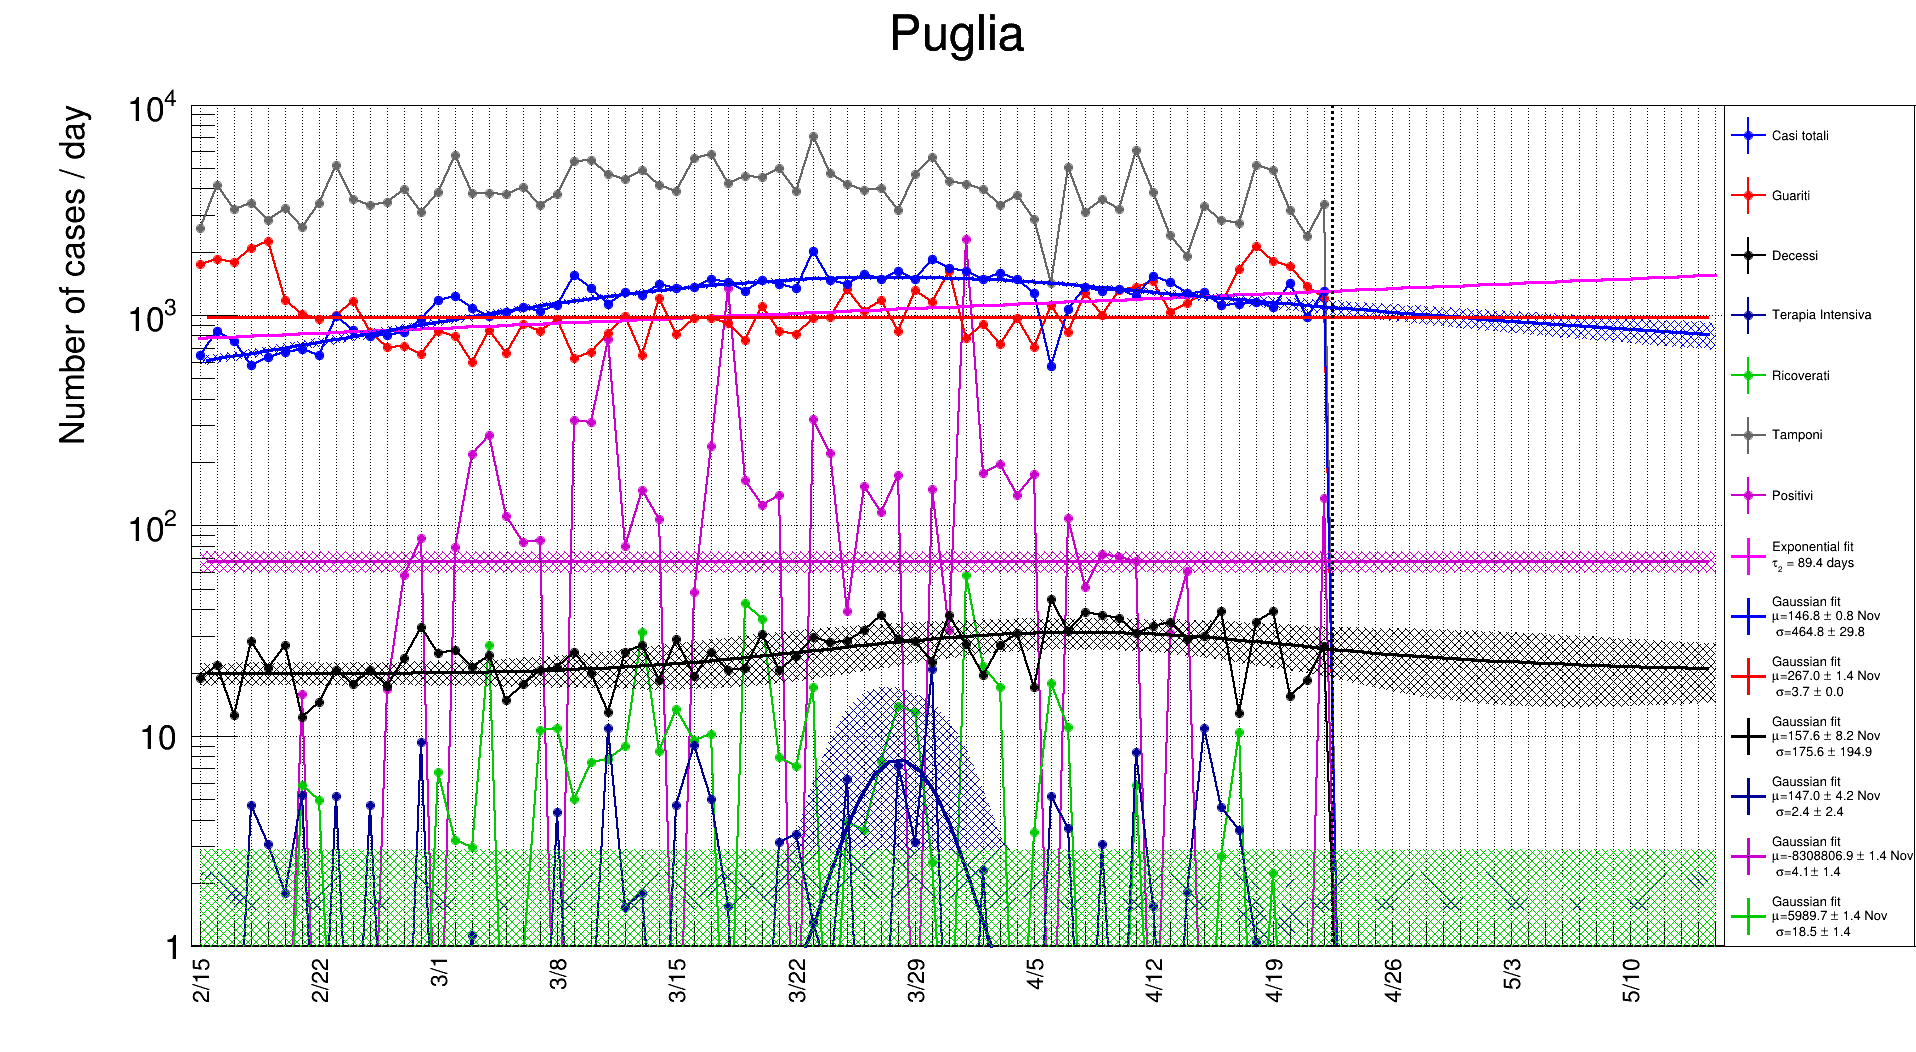 Puglia
Number of cases / day
10⁴
10³
10²
10
1
2/15
2/22
3/1
3/8
3/15
3/22
3/29
4/5
4/12
4/19
4/26
5/3
5/10
Casi totali
Guariti
Decessi
Terapia Intensiva
Ricoverati
Tamponi
Positivi
Exponential fit
τ₂ = 89.4 days
Gaussian fit
μ=146.8 ± 0.8 Nov
σ=464.8 ± 29.8
Gaussian fit
μ=267.0 ± 1.4 Nov
σ=3.7 ± 0.0
Gaussian fit
μ=157.6 ± 8.2 Nov
σ=175.6 ± 194.9
Gaussian fit
μ=147.0 ± 4.2 Nov
σ=2.4 ± 2.4
Gaussian fit
μ=-8308806.9 ± 1.4 Nov
σ=4.1 ± 1.4
Gaussian fit
μ=5989.7 ± 1.4 Nov
σ=18.5 ± 1.4